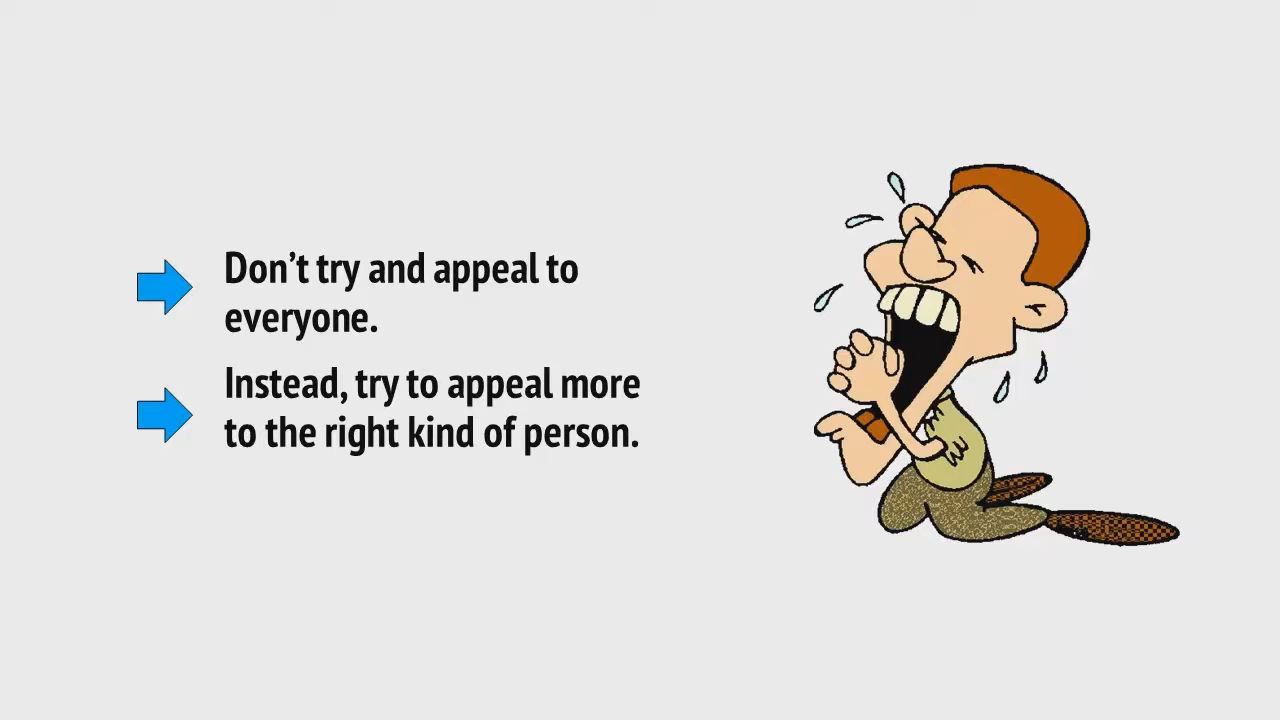 Don’t try and appeal to
everyone.
Instead, try to appeal more
to the right kind of person.